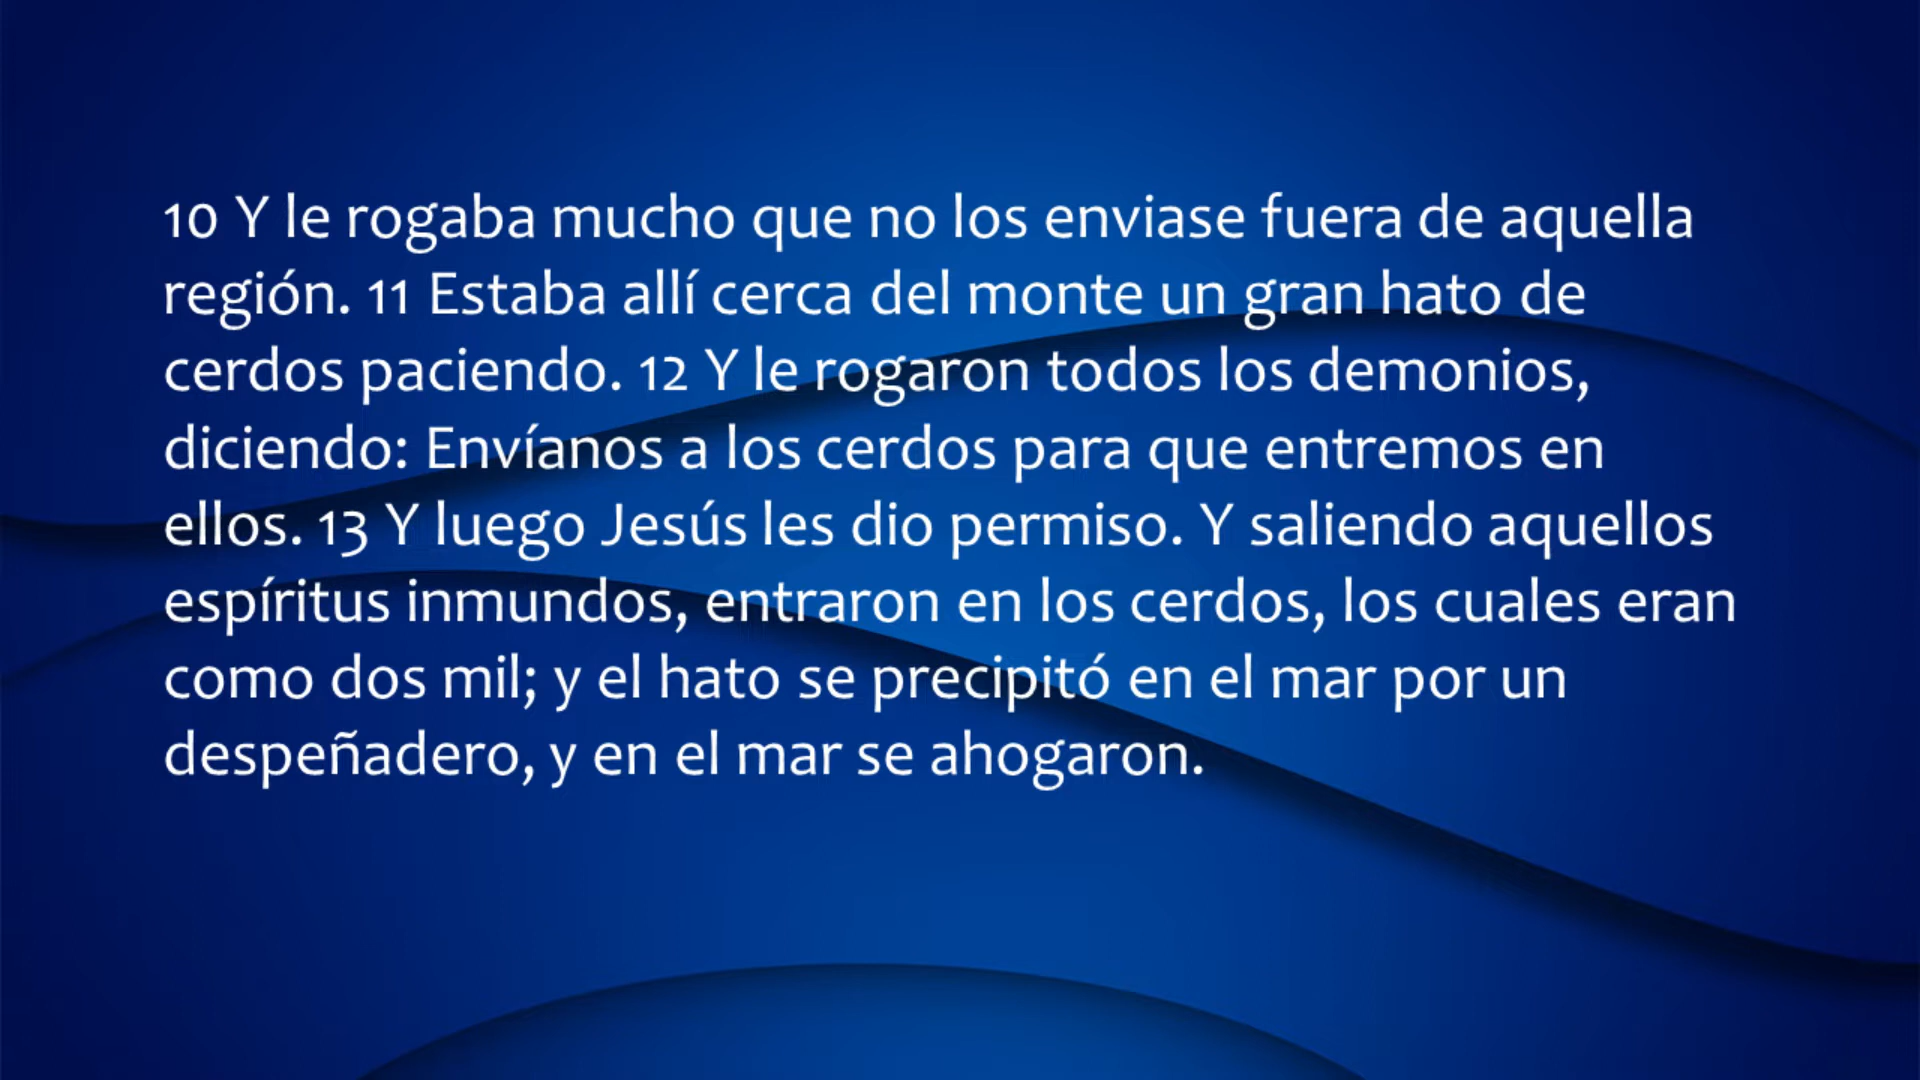 10 Y le rogaba mucho que no los enviase fuera de aquella
región. 11 Estaba allí cerca del monte un gran hato de
cerdos paciendo. 12 Y le rogaron todos los demonios,
diciendo: Envíanos a los cerdos para que entremos en
ellos. 13 Y luego Jesús les dio permiso. Y saliendo aquellos
espíritus inmundos, entraron en los cerdos, los cuales eran
como dos mil; y el hato se precipitó en el mar por un
despeñadero, y en el mar se ahogaron.